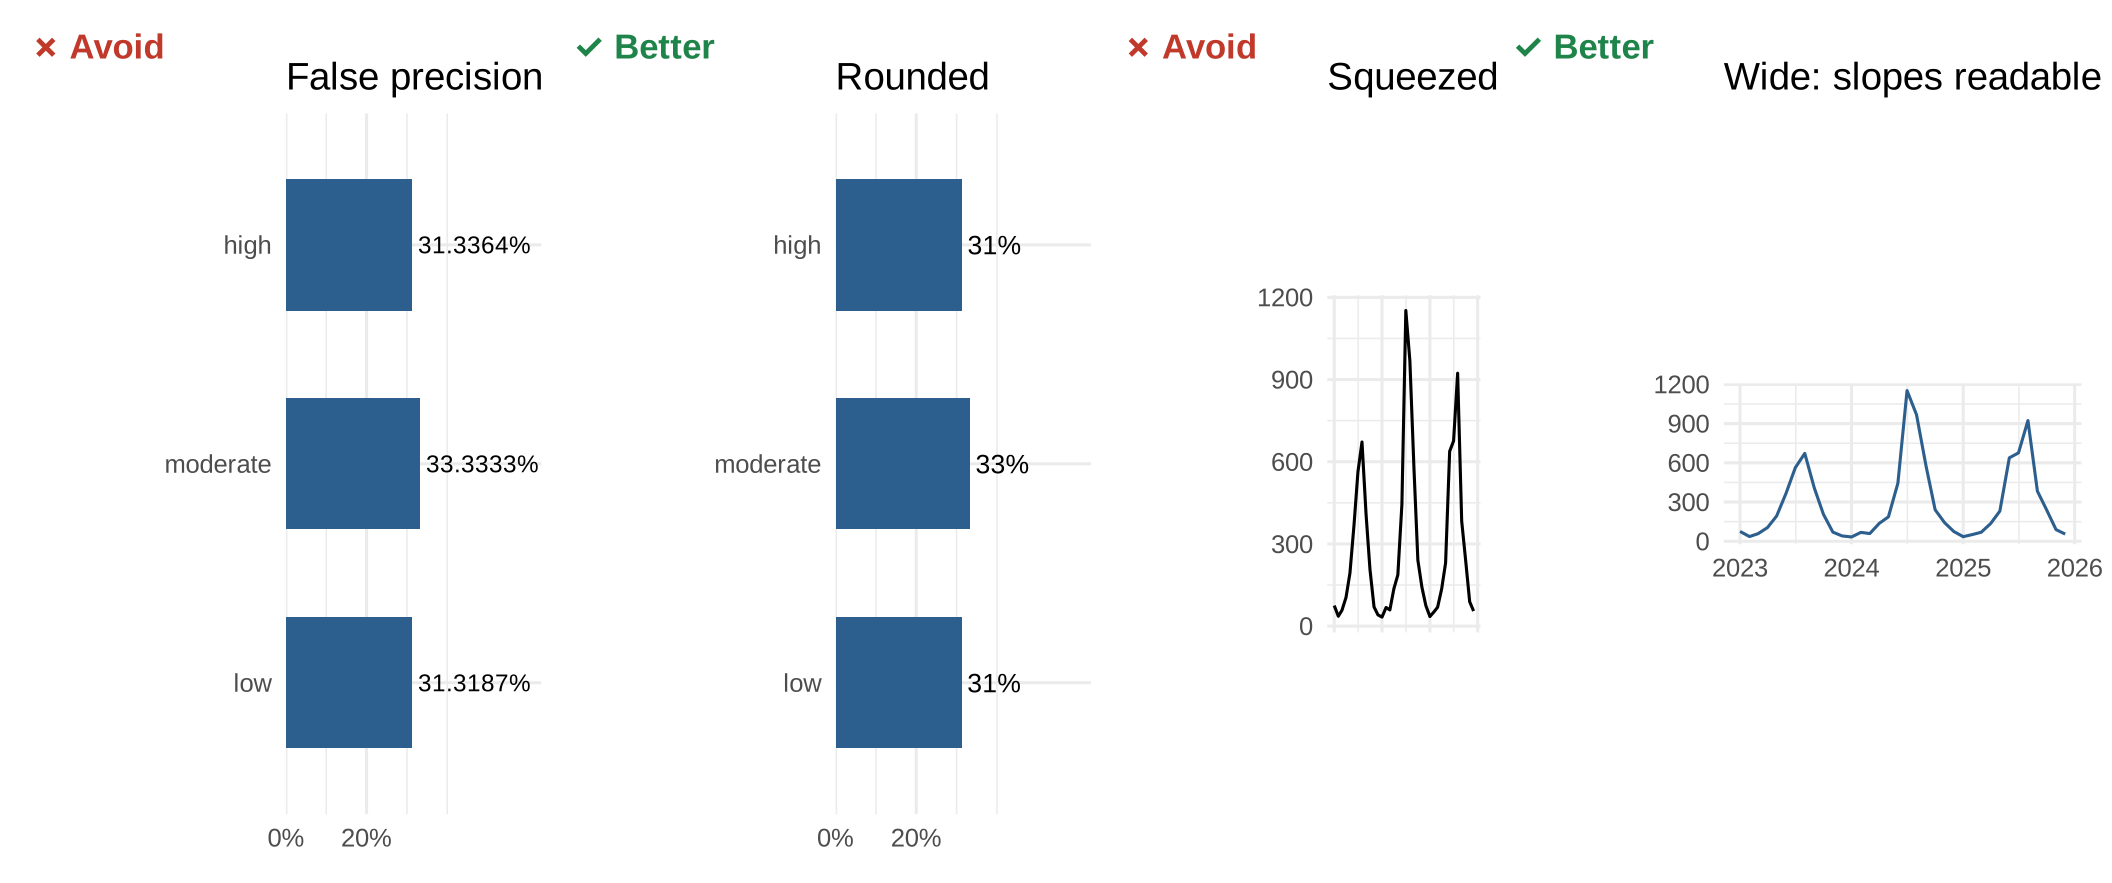 Avoid
False precision
high
31.3364%
moderate
33.3333%
low
31.3187%
0% 20%
Better
Rounded
high
31%
moderate
33%
low
31%
0% 20%
Avoid
Squeezed
1200
900
600
300
0
Better
Wide: slopes readable
1200
900
600
300
0
2023 2024 2025 2026